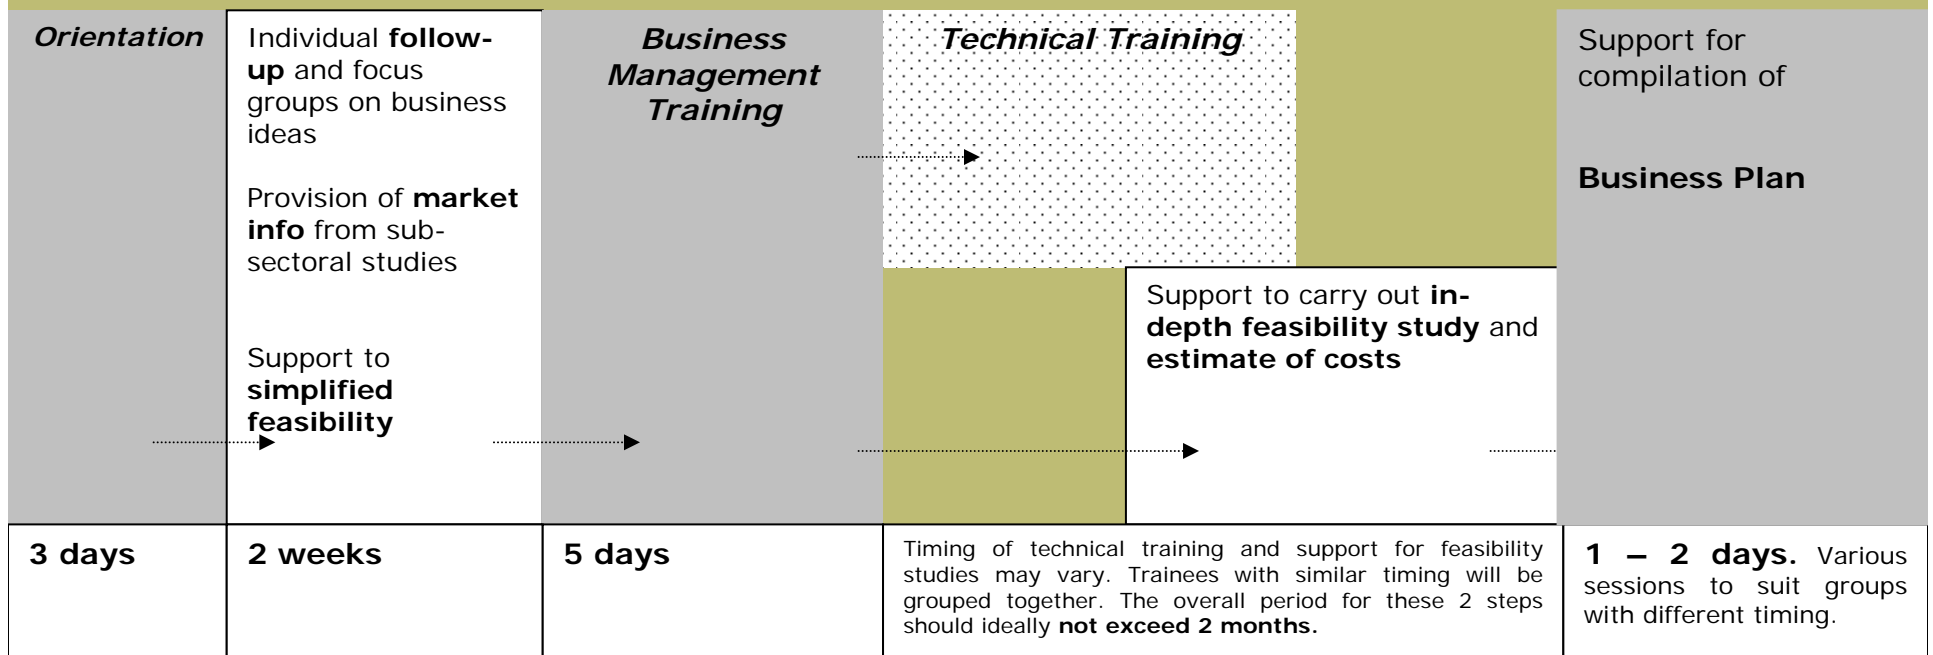 Orientation
Individual follow-
up and focus
groups on business
ideas
Provision of market
info from sub-
sectoral studies
Support to
simplified
feasibility
Business
Management
Training
Technical Training
Support to carry out in-
depth feasibility study and
estimate of costs
Support for
compilation of
Business Plan
3 days
2 weeks
5 days
Timing of technical training and support for feasibility
studies may vary. Trainees with similar timing will be
grouped together. The overall period for these 2 steps
should ideally not exceed 2 months.
1 – 2 days. Various
sessions to suit groups
with different timing.